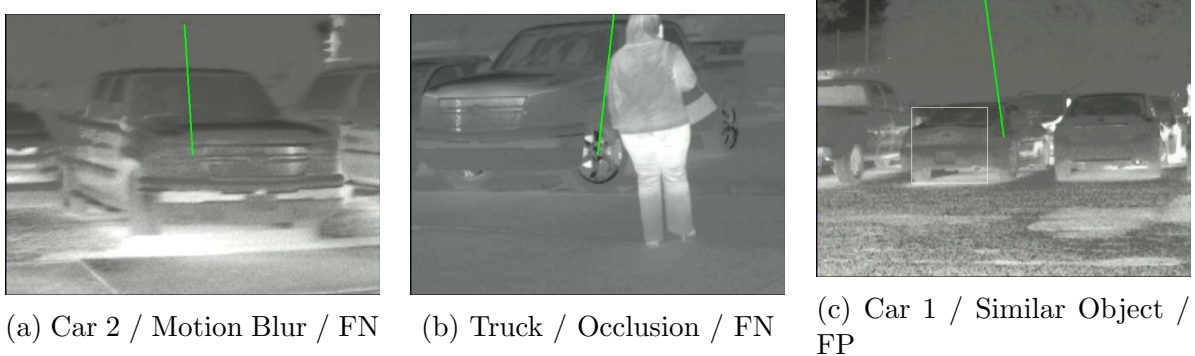 (a) Car 2 / Motion Blur / FN
(b) Truck / Occlusion / FN
(c) Car 1 / Similar Object /
FP